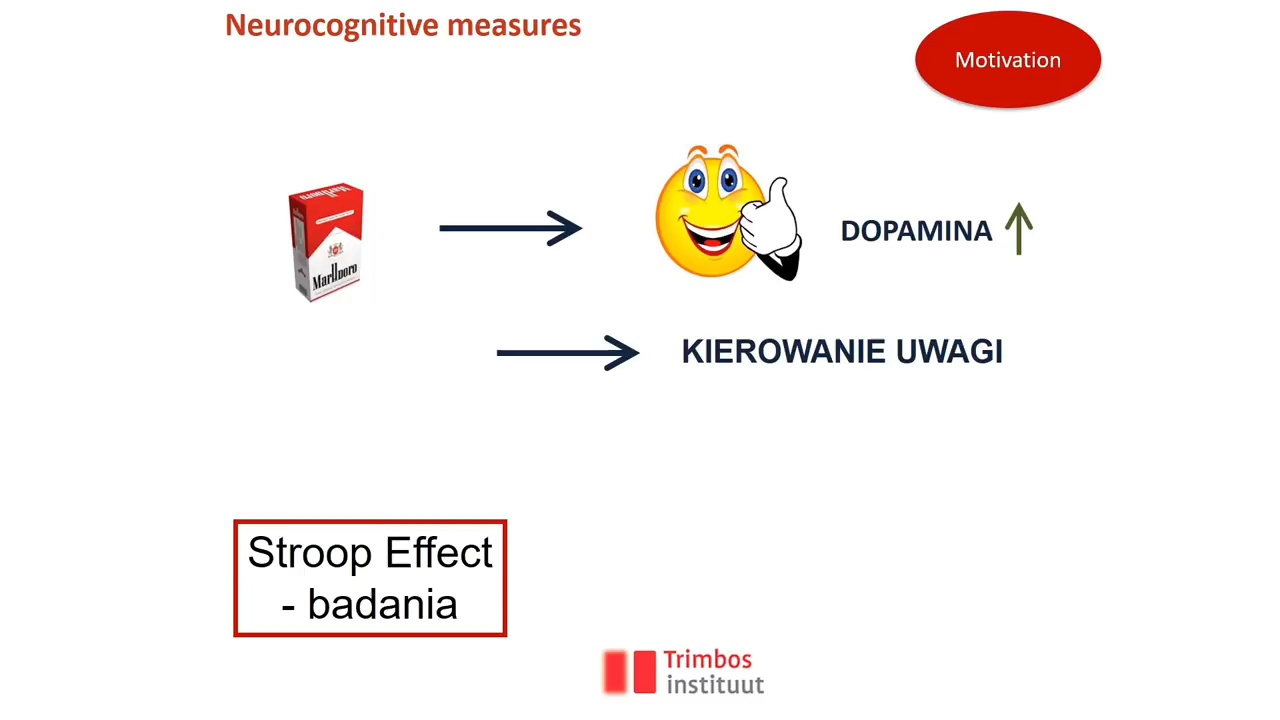 Neurocognitive measures
Motivation
DOPAMINA
Marlboro
KIEROWANIE UWAGI
Stroop Effect
- badania
Trimbos
instituut